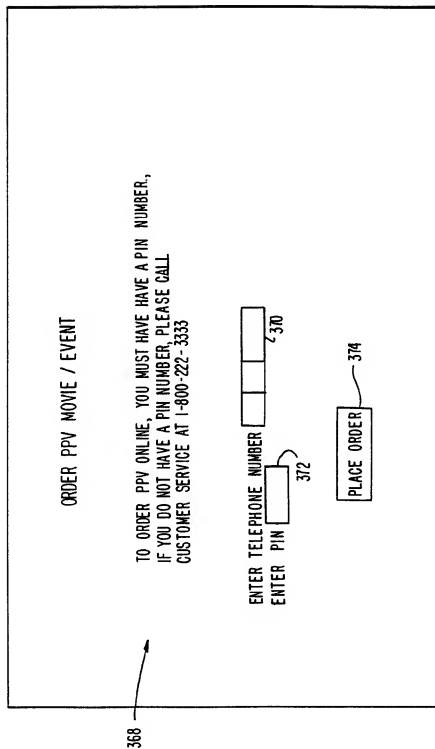 ORDER PPV MOVIE / EVENT
TO ORDER PPV ONLINE, YOU MUST HAVE HAVE A PIN NUMBER.,
IF YOU DO NOT HAVE A PIN NUMBER, PLEASE CALL
CUSTOMER SERVICE AT 1-800-222-3333
368
ENTER TELEPHONE NUMBER
370
ENTER PIN
372
PLACE ORDER
374